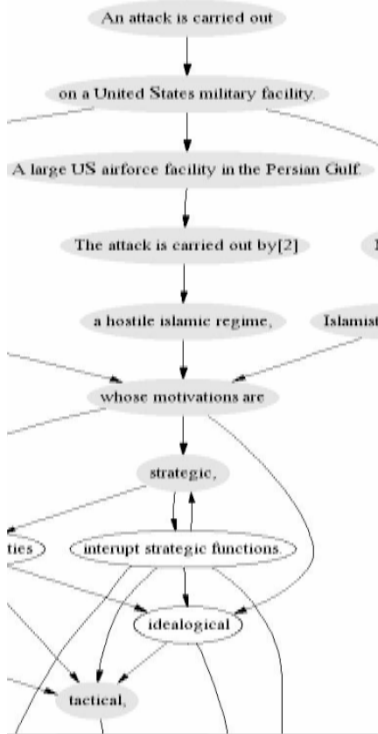 An attack is carried out
on a United States military facility.
A large US airforce facility in the Persian Gulf.
The attack is carried out by[2]
a hostile islamic regime,
Islamist
whose motivations are
strategic,
ties
interupt strategic functions.
idealogical
tactical,